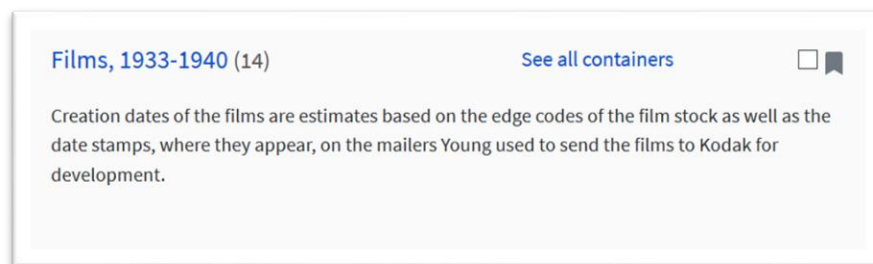 Films, 1933-1940 (14) See all containers
Creation dates of the films are estimates based on the edge codes of the film stock as well as the
date stamps, where they appear, on the mailers Young used to send the films to Kodak for
development.